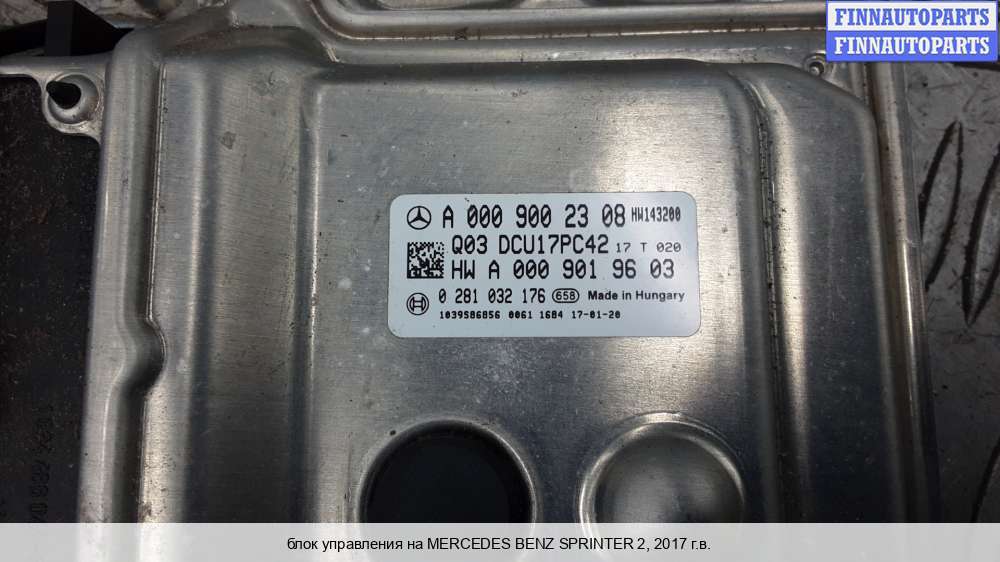 FINNAUTOPARTS
FINNAUTOPARTS
A 000 900 23 08 HW143200
Q03 DCU17PC42 17 T 020
HW A 000 901 96 03
0 281 032 176 658 Made in Hungary
1039S86856 0061 1684 17-01-20
блок управления на MERCEDES BENZ SPRINTER 2, 2017 г.в.